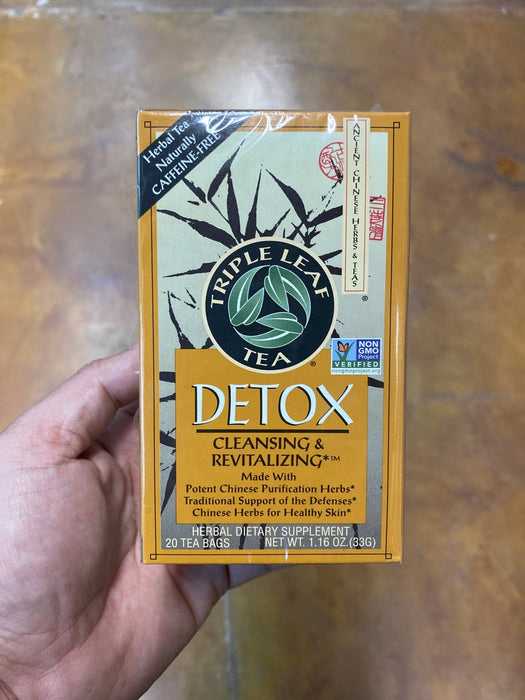 Herbal Tea
Naturally
CAFFEINE-FREE
ANCIENT CHINESE HERBS & TEAS
®
TRIPLE LEAF
TEA
®
NON
GMO
Project
VERIFIED
nongmoproject.org
DETOX
CLEANSING &
REVITALIZING*™
Made With
Potent Chinese Purification Herbs*
Traditional Support of the Defenses*
Chinese Herbs for Healthy Skin*
HERBAL DIETARY SUPPLEMENT
20 TEA BAGS NET WT. 1.16 OZ.(33G)